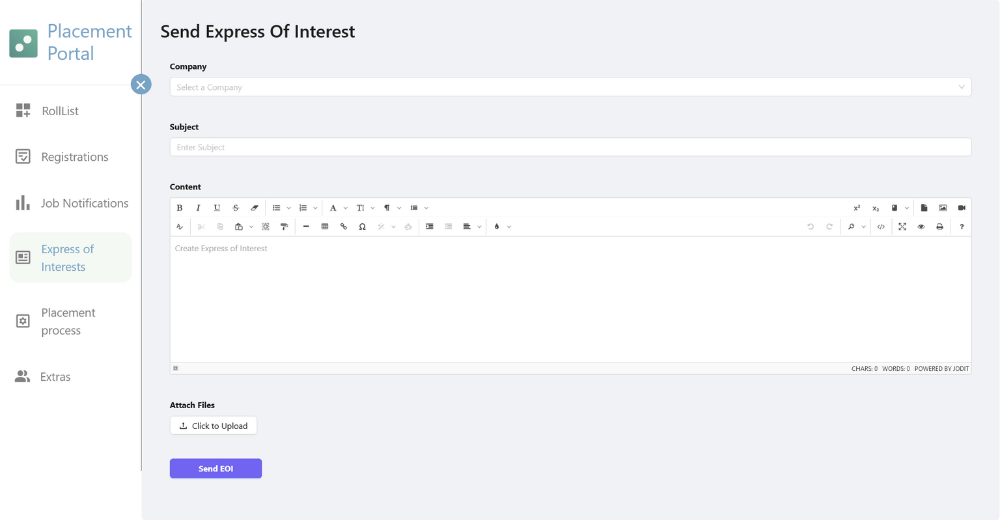 Placement
Portal
RollList
Registrations
Job Notifications
Express of
Interests
Placement
process
Extras
Send Express Of Interest
Company
Select a Company
Subject
Enter Subject
Content
Create Express of Interest
CHARS: 0 WORDS: 0 POWERED BY JODIT
Attach Files
Click to Upload
Send EOI